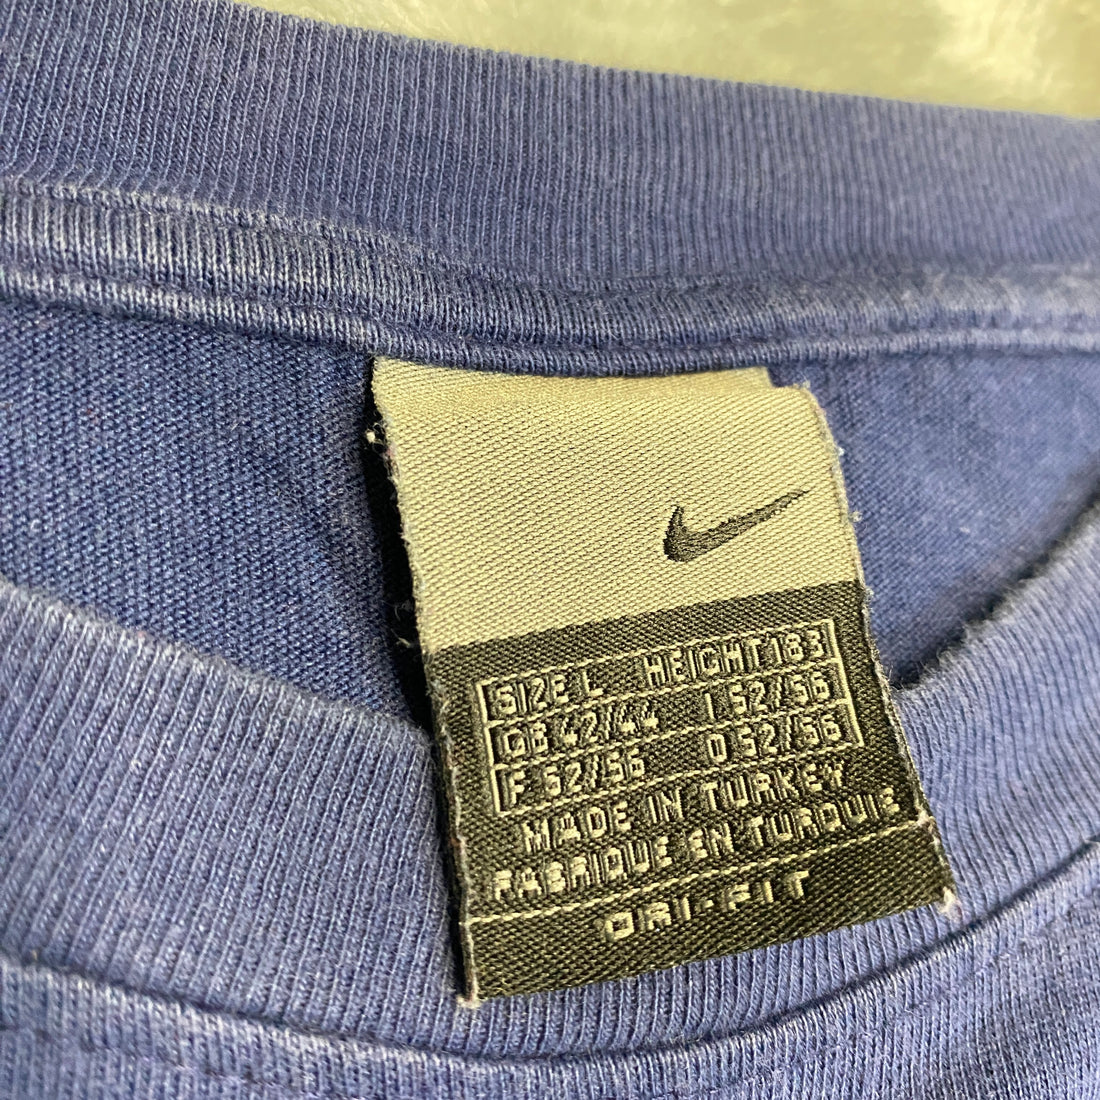 SIZE L HEIGHT 183
GB 42/44 I 52/56
F 52/56 D 52/56
MADE IN TURKEY
FABRIQUE EN TURQUIE
DRI-FIT